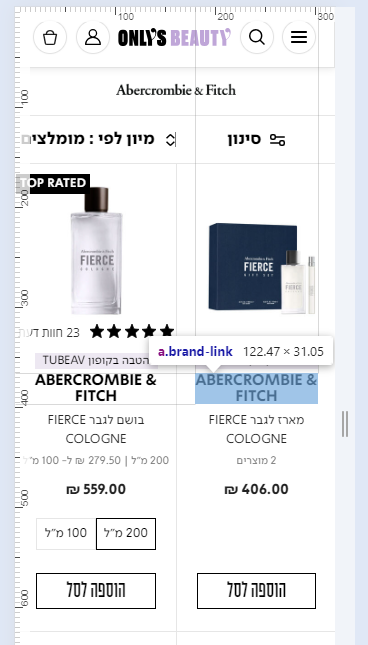 100
200
300
ONLY'S BEAUTY
Abercrombie & Fitch
100
סינון
מיון לפי : מומלצי
TOP RATED
200
FIERCE
COLOGNE
FIERCE
FIERCE
300
23 חוות דע
הטבה בקופון TUBEAV
a.brand-link 122.47 × 31.05
ABERCROMBIE &
FITCH
מארז לגבר FIERCE
COLOGNE
2 מוצרים
406.00 ₪
הוספה לסל
ABERCROMBIE &
FITCH
400
בושם לגבר FIERCE
COLOGNE
200 מ"ל | 279.50 ₪ ל- 100 מ"
559.00 ₪
500
200 מ"ל
100 מ"ל
הוספה לסל
600